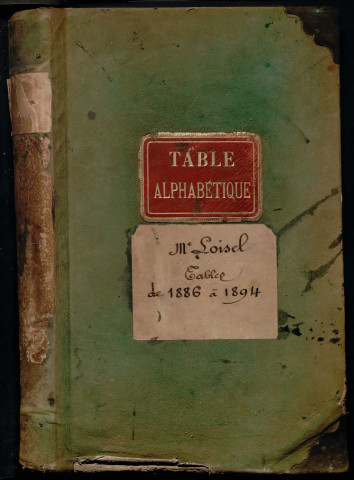 TABLE
ALPHABÉTIQUE
Me Loisel
Tables
de 1886 à 1894